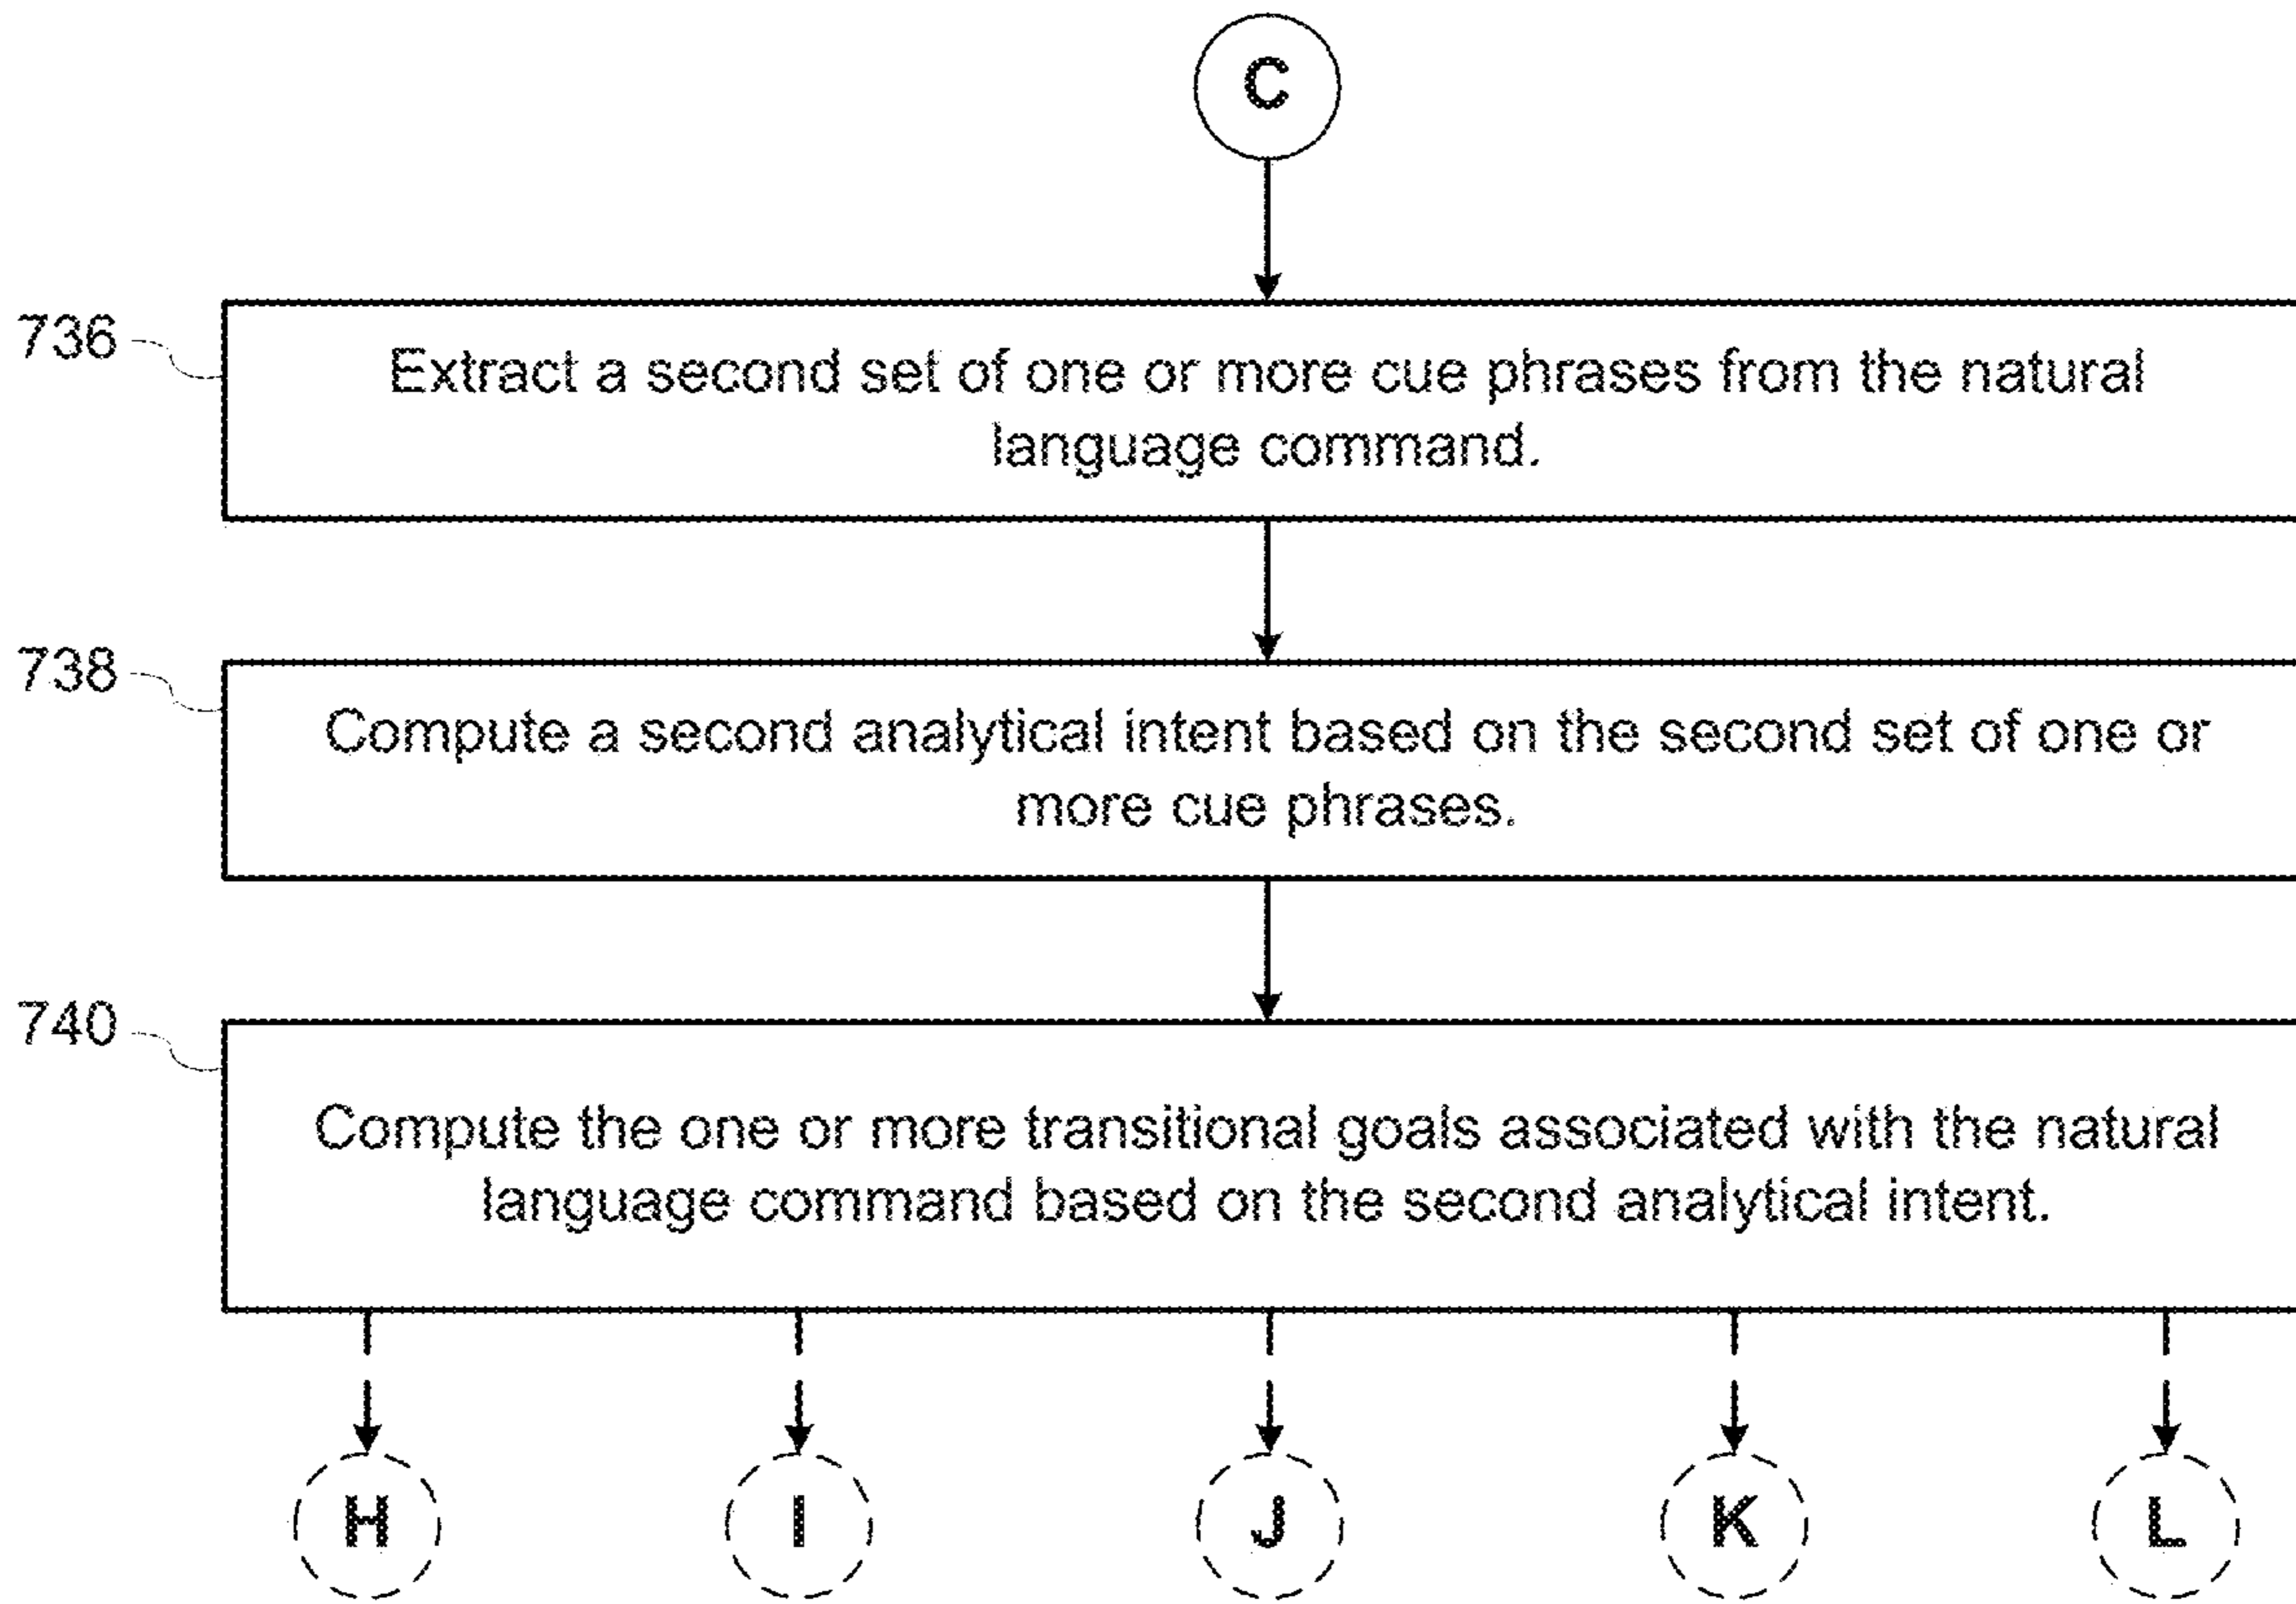 C
736
Extract a second set of one or more cue phrases from the natural
language command.
738
Compute a second analytical intent based on the second set of one or
more cue phrases.
740
Compute the one or more transitional goals associated with the natural
language command based on the second analytical intent.
H I J K L